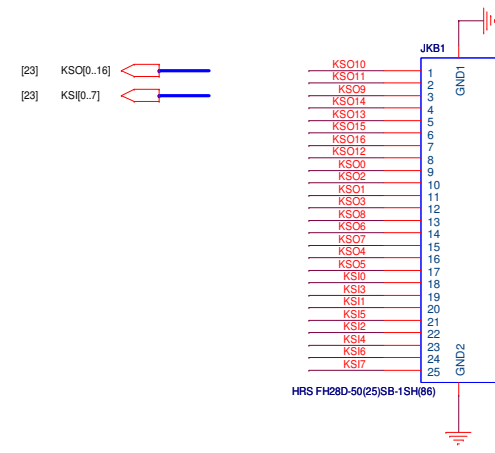 JKB1
[23] KSO[0..16]
[23] KSI[0..7]
GND1
KSO10 1
KSO11 2
KSO9 3
KSO14 4
KSO13 5
KSO15 6
KSO16 7
KSO12 8
KSO0 9
KSO2 10
KSO1 11
KSO3 12
KSO8 13
KSO6 14
KSO7 15
KSO4 16
KSO5 17
KSI0 18
KSI3 19
KSI1 20
KSI5 21
KSI2 22
KSI4 23
KSI6 24
KSI7 25
GND2
HRS FH28D-50(25)SB-1SH(86)